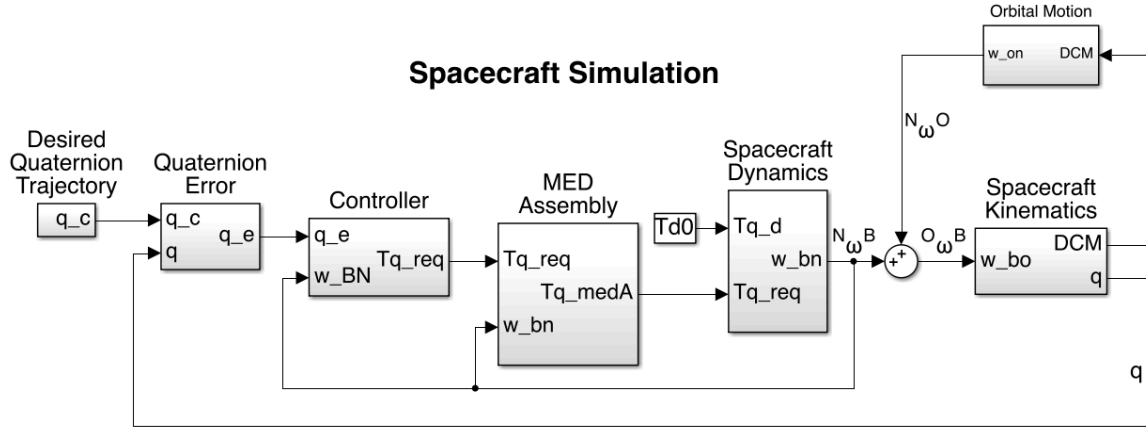 Orbital Motion
w_on
DCM
Spacecraft Simulation
NωO
Desired
Quaternion
Trajectory
q_c
Quaternion
Error
q_c
q_e
q
Controller
q_e
Tq_req
w_BN
MED
Assembly
Tq_req
Tq_medA
w_bn
Td0
Spacecraft
Dynamics
Tq_d
w_bn
Tq_req
NωB
++
OωB
Spacecraft
Kinematics
DCM
w_bo
q
q